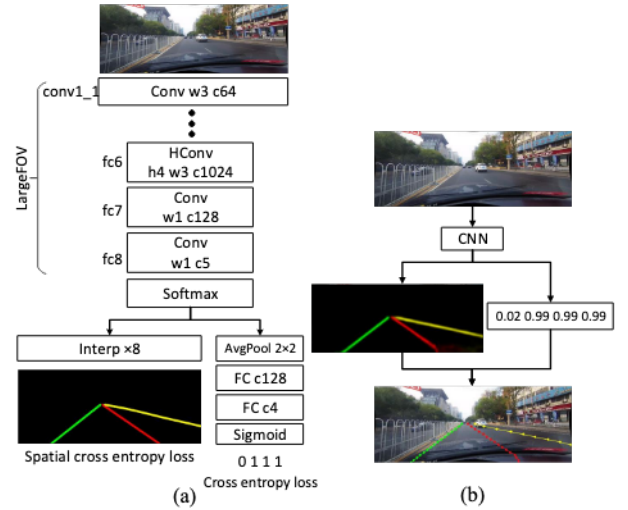 conv1_1
Conv w3 c64
LargeFOV
fc6
HConv
h4 w3 c1024
fc7
Conv
w1 c128
fc8
Conv
w1 c5
Softmax
Interp ×8
AvgPool 2×2
FC c128
FC c4
Sigmoid
Spatial cross entropy loss
0 1 1 1
Cross entropy loss
(a)
CNN
0.02 0.99 0.99 0.99
(b)